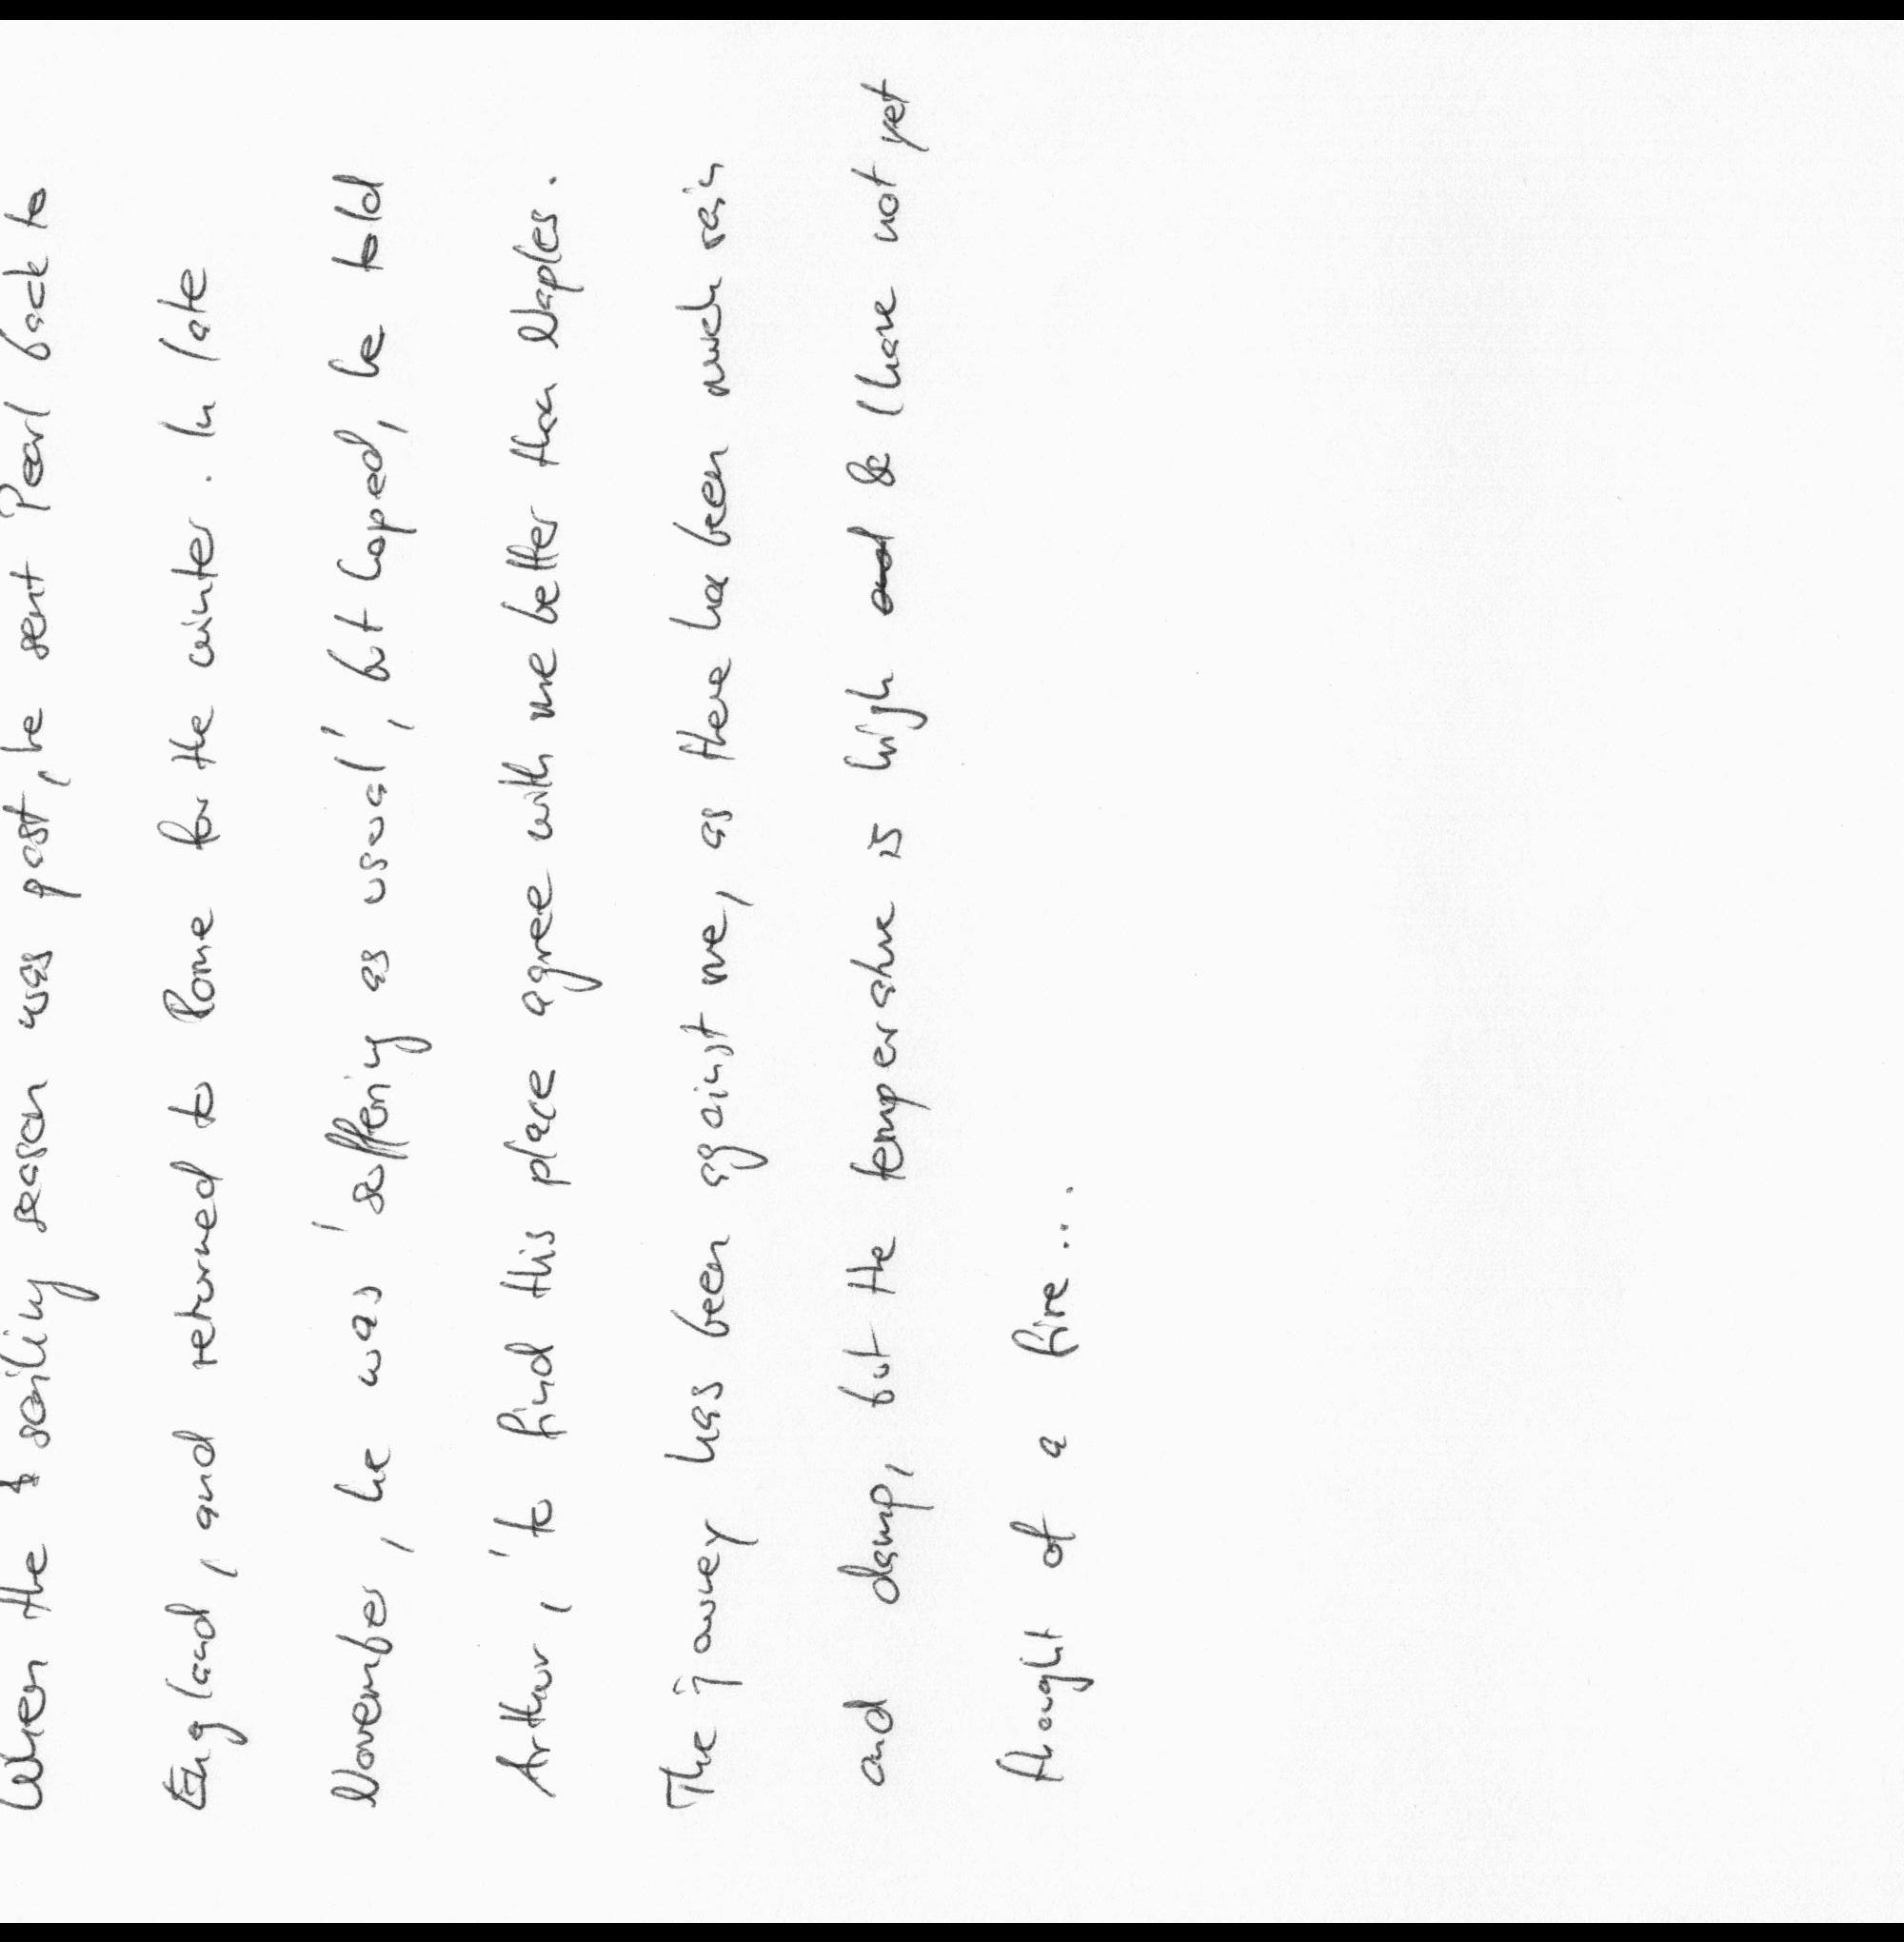 When the sailing season was past, he sent Pearl back to
England, and returned to Rome for the winter. In late
November, he was 'suffering as usual', but hoped, he told
Arthur, 'to find this place agree with me better than Naples.
The journey has been against me, as there has been much rain
and damp, but the temperature is high & I have not yet
thought of a fire...